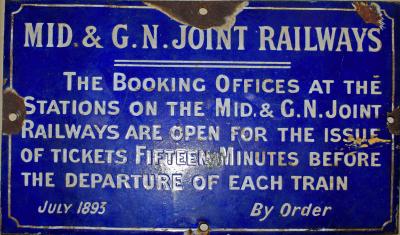 MID. & G.N. JOINT RAILWAYS
THE BOOKING OFFICES AT THE
STATIONS ON THE MID. & G.N. JOINT
RAILWAYS ARE OPEN FOR THE ISSUE
OF TICKETS FIFTEEN MINUTES BEFORE
THE DEPARTURE OF EACH TRAIN
JULY 1893 By Order